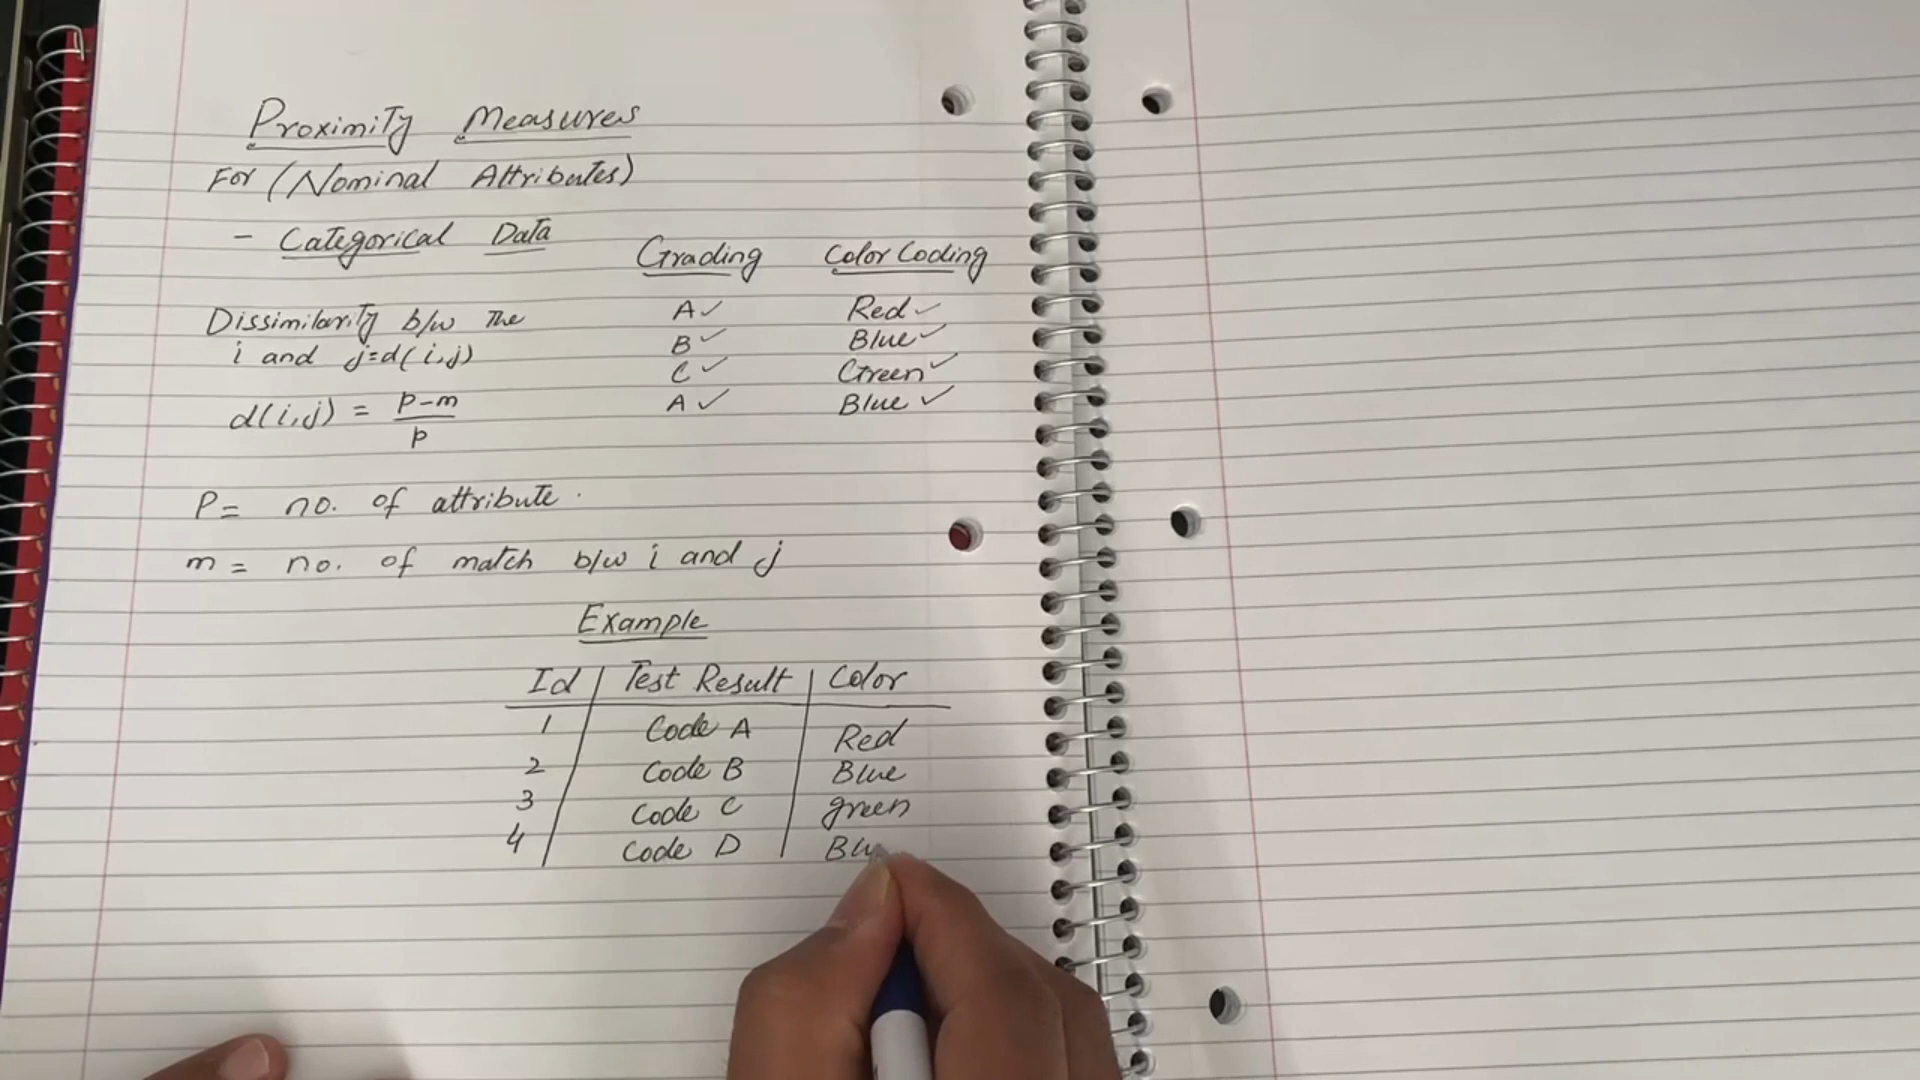 Proximity Measures
For (Nominal Attributes)
- Categorical Data
Grading Color Coding
Dissimilarity b/w The
i and j=d(i,j)
A✓ Red✓
B✓ Blue✓
C✓ Green✓
A✓ Blue✓
d(i,j) = p-m
p
P= no. of attribute.
m= no. of match b/w i and j
Example
Id Test Result Color
1 Code A Red
2 Code B Blue
3 Code C green
4 Code D Blu